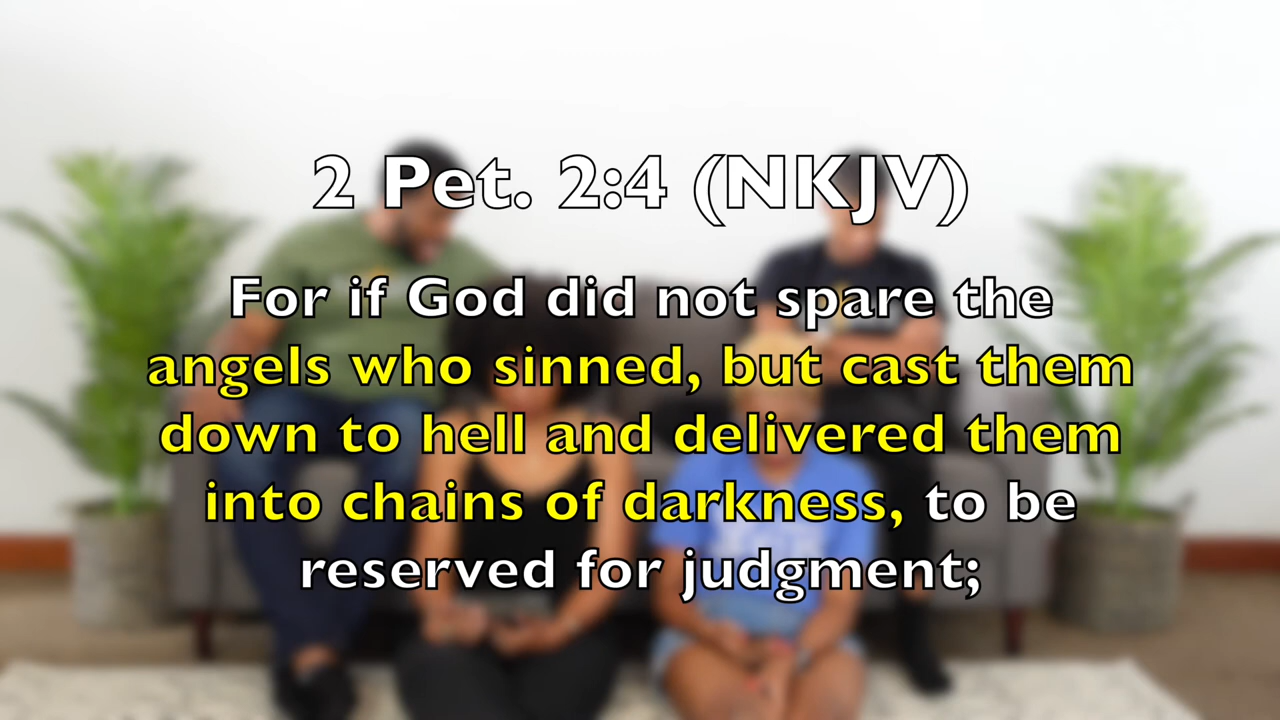 2 Pet. 2:4 (NKJV)
For if God did not spare the
angels who sinned, but cast them
down to hell and delivered them
into chains of darkness, to be
reserved for judgment;